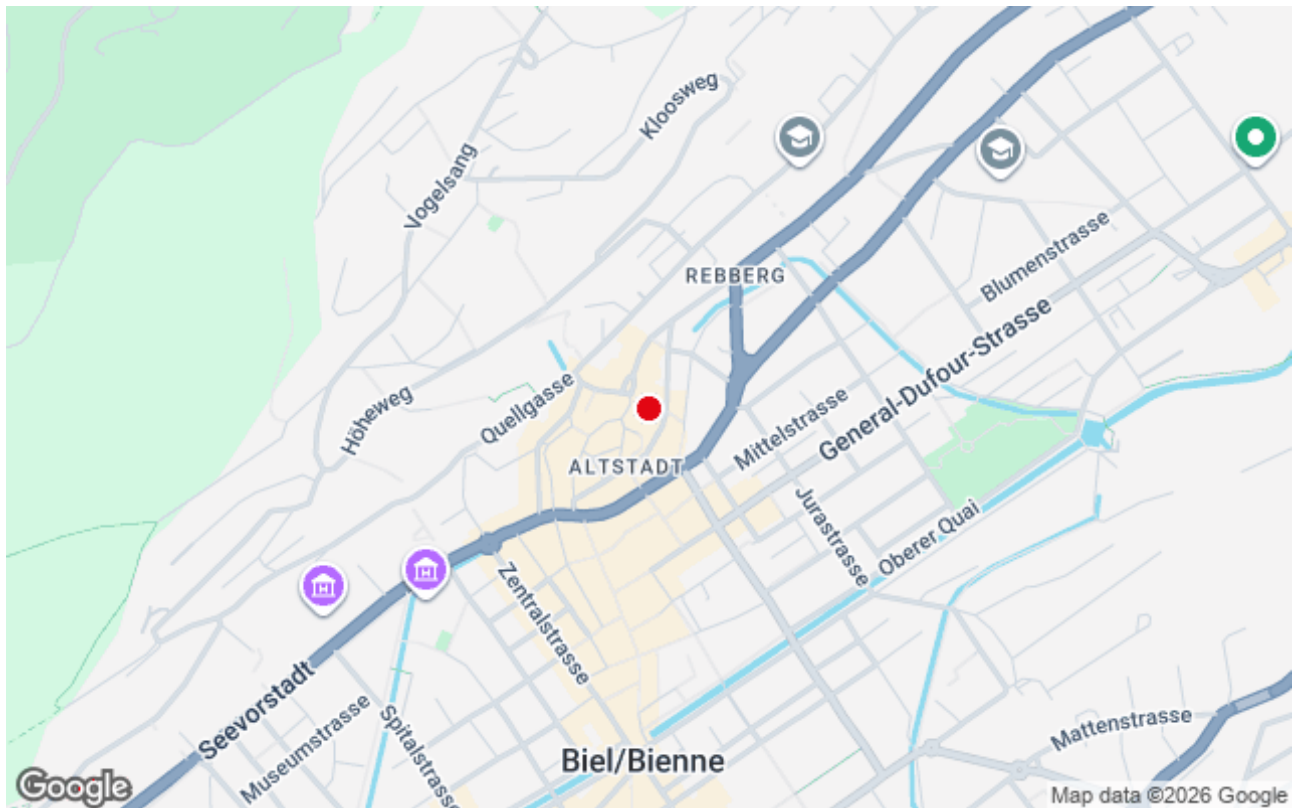 Kloosweg
Vogelsang
REBBERG
Blumenstrasse
General-Dufour-Strasse
Höheweg
Quellgasse
Mittelstrasse
ALTSTADT
Jurastrasse
Oberer Quai
Zentralstrasse
Seevorstadt
Museumstrasse
Spitalstrasse
Mattenstrasse
Biel/Bienne
Google
Map data ©2026 Google